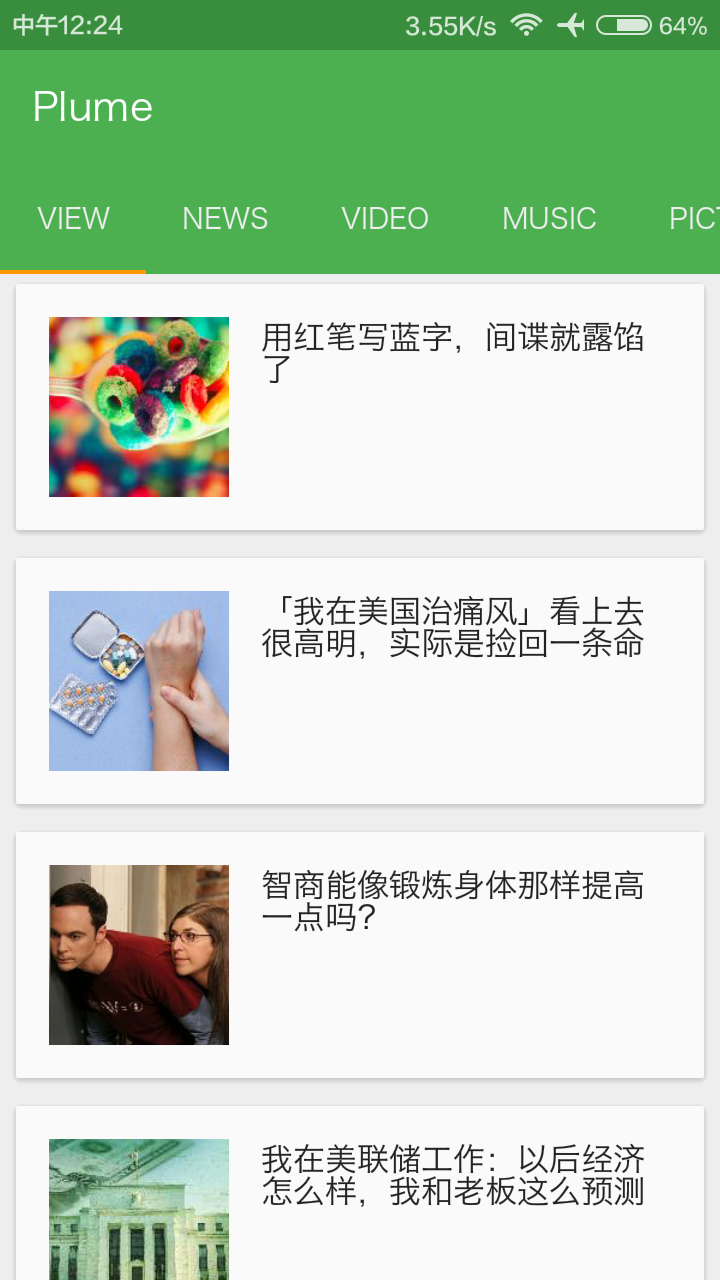 中午12:24
3.55K/s
64%
Plume
VIEW
NEWS
VIDEO
MUSIC
PICT
用红笔写蓝字，间谍就露馅
了
「我在美国治痛风」看上去
很高明，实际是捡回一条命
智商能像锻炼身体那样提高
一点吗？
我在美联储工作：以后经济
怎么样，我和老板这么预测